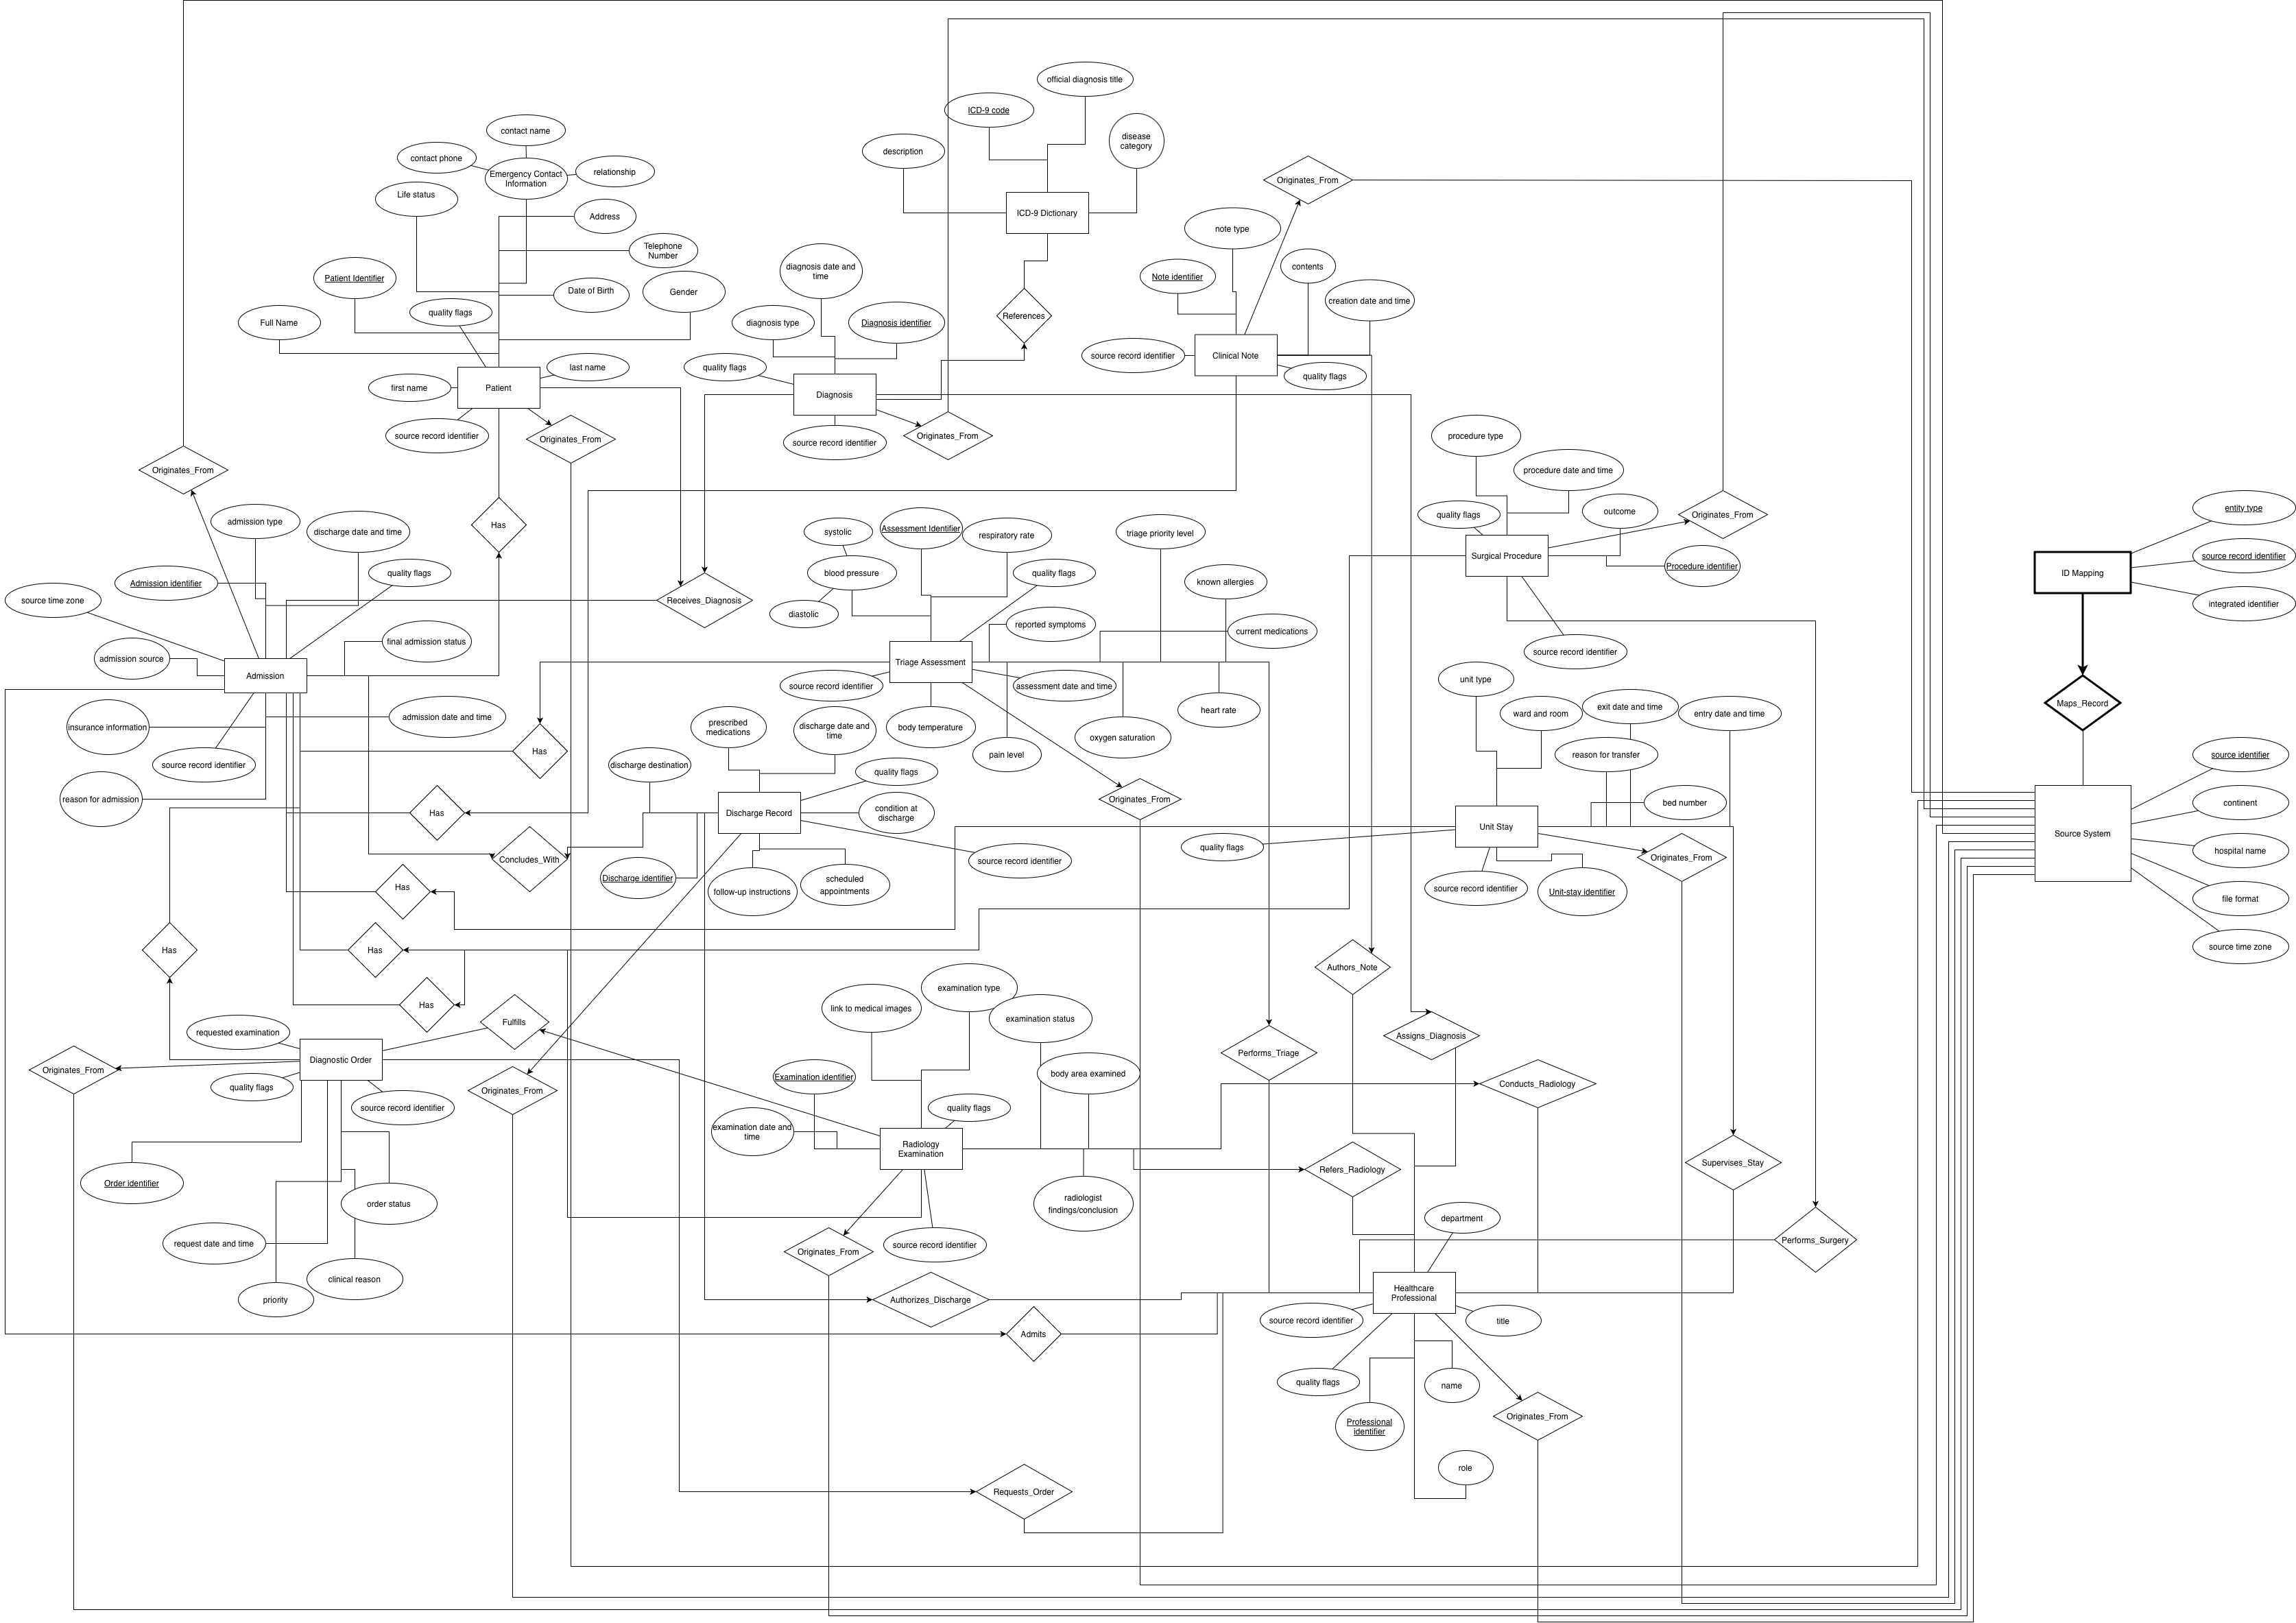 official diagnosis title
ICD-9 code
disease
category
description
contact name
contact phone
relationship
Emergency Contact
Information
Originates_From
Life status
Address
ICD-9 Dictionary
note type
Telephone
Number
contents
diagnosis date and
time
Patient Identifier
Note identifier
Date of Birth
Gender
creation date and time
quality flags
References
Full Name
diagnosis type
Diagnosis identifier
source record identifier
Clinical Note
quality flags
last name
quality flags
first name
Patient
Diagnosis
source record identifier
Originates_From
source record identifier
Originates_From
procedure type
Originates_From
procedure date and time
entity type
admission type
Has
discharge date and time
systolic
Assessment Identifier
respiratory rate
triage priority level
quality flags
outcome
Originates_From
source record identifier
Surgical Procedure
Procedure identifier
ID Mapping
Admission identifier
quality flags
blood pressure
quality flags
known allergies
source time zone
Receives_Diagnosis
diastolic
integrated identifier
reported symptoms
current medications
final admission status
admission source
Triage Assessment
source record identifier
Admission
source record identifier
assessment date and time
unit type
Maps_Record
insurance information
admission date and time
prescribed
medications
discharge date and
time
body temperature
heart rate
ward and room
exit date and time
entry date and time
source record identifier
Has
discharge destination
pain level
oxygen saturation
reason for transfer
source identifier
reason for admission
quality flags
Originates_From
bed number
continent
Has
Discharge Record
condition at
discharge
Unit Stay
Source System
quality flags
hospital name
Concludes_With
source record identifier
Originates_From
Has
Discharge identifier
follow-up instructions
scheduled
appointments
source record identifier
Unit-stay identifier
file format
Has
Has
source time zone
Authors_Note
examination type
Has
link to medical images
examination status
requested examination
Fulfills
Assigns_Diagnosis
Diagnostic Order
Performs_Triage
Originates_From
Examination identifier
body area examined
Conducts_Radiology
quality flags
Originates_From
source record identifier
quality flags
examination date and
time
Radiology
Examination
Refers_Radiology
Supervises_Stay
Order identifier
order status
radiologist
findings/conclusion
department
request date and time
Originates_From
source record identifier
Performs_Surgery
clinical reason
priority
Authorizes_Discharge
Healthcare
Professional
source record identifier
title
Admits
quality flags
name
Professional
identifier
Originates_From
role
Requests_Order